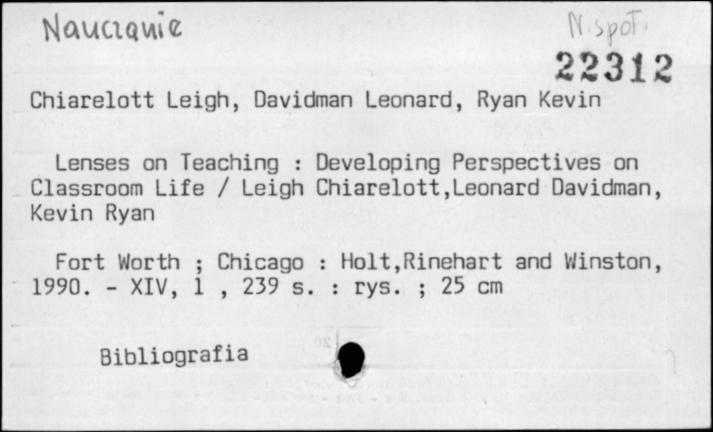 Nauczanie
N. społ.
22312
Chiarelott Leigh, Davidman Leonard, Ryan Kevin
Lenses on Teaching : Developing Perspectives on
Classroom Life / Leigh Chiarelott,Leonard Davidman,
Kevin Ryan
Fort Worth ; Chicago : Holt,Rinehart and Winston,
1990. - XIV, 1 , 239 s. : rys. ; 25 cm
Bibliografia